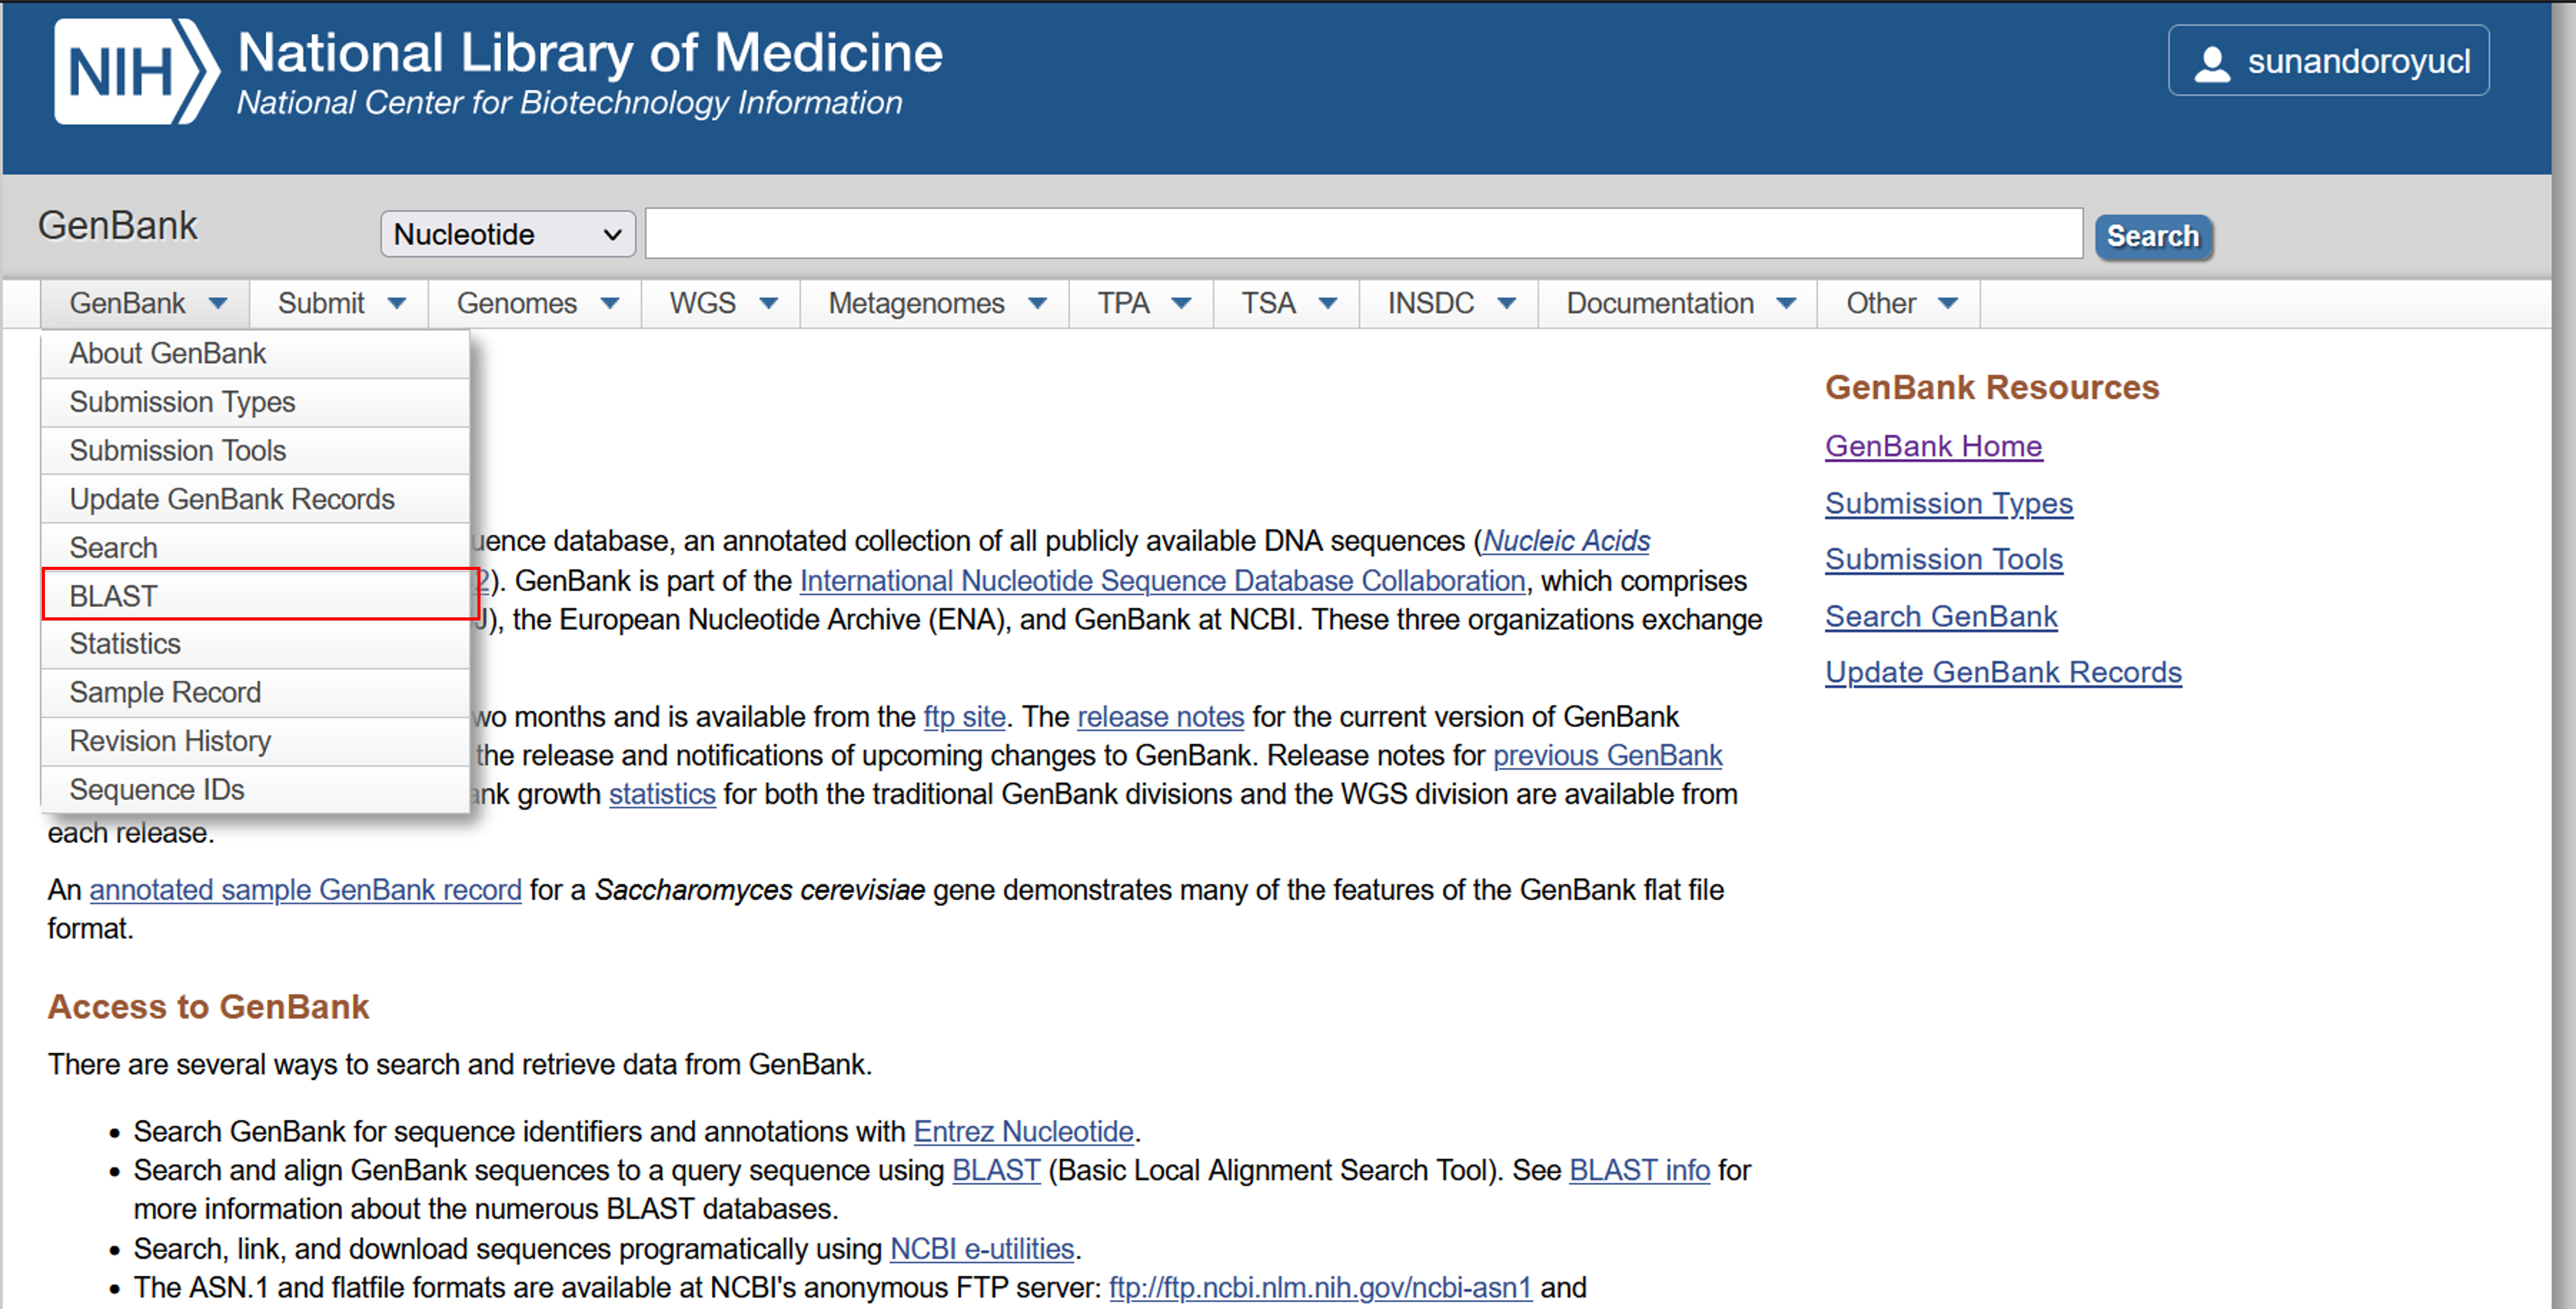 NIH
National Library of Medicine
National Center for Biotechnology Information
sunandoroyucl
GenBank
Nucleotide
Search
GenBank
Submit
Genomes
WGS
Metagenomes
TPA
TSA
INSDC
Documentation
Other
About GenBank
Submission Types
Submission Tools
Update GenBank Records
Search
BLAST
Statistics
Sample Record
Revision History
Sequence IDs
database, an annotated collection of all publicly available DNA sequences (Nucleic Acids
2). GenBank is part of the International Nucleotide Sequence Database Collaboration, which comprises
J), the European Nucleotide Archive (ENA), and GenBank at NCBI. These three organizations exchange
months and is available from the ftp site. The release notes for the current version of GenBank
the release and notifications of upcoming changes to GenBank. Release notes for previous GenBank
growth statistics for both the traditional GenBank divisions and the WGS division are available from
each release.
An annotated sample GenBank record for a Saccharomyces cerevisiae gene demonstrates many of the features of the GenBank flat file
format.
Access to GenBank
There are several ways to search and retrieve data from GenBank.
• Search GenBank for sequence identifiers and annotations with Entrez Nucleotide.
• Search and align GenBank sequences to a query sequence using BLAST (Basic Local Alignment Search Tool). See BLAST info for
more information about the numerous BLAST databases.
• Search, link, and download sequences programatically using NCBI e-utilities.
• The ASN.1 and flatfile formats are available at NCBI's anonymous FTP server: ftp://ftp.ncbi.nlm.nih.gov/ncbi-asn1 and
GenBank Resources
GenBank Home
Submission Types
Submission Tools
Search GenBank
Update GenBank Records